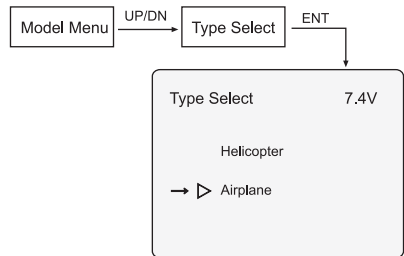 Model Menu
UP/DN
Type Select
ENT
Type Select 7.4V
Helicopter
Airplane